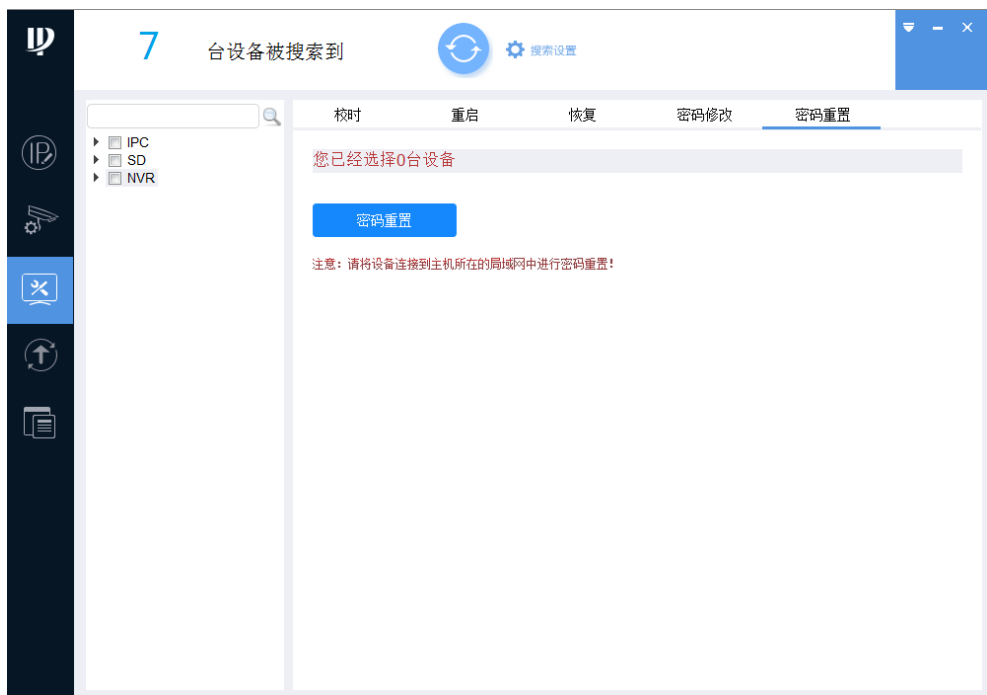 7 台设备被搜索到 搜索设置
校时 重启 恢复 密码修改 密码重置
IPC
SD
NVR
您已经选择0台设备
密码重置
注意：请将设备连接到主机所在的局域网中进行密码重置!
IP